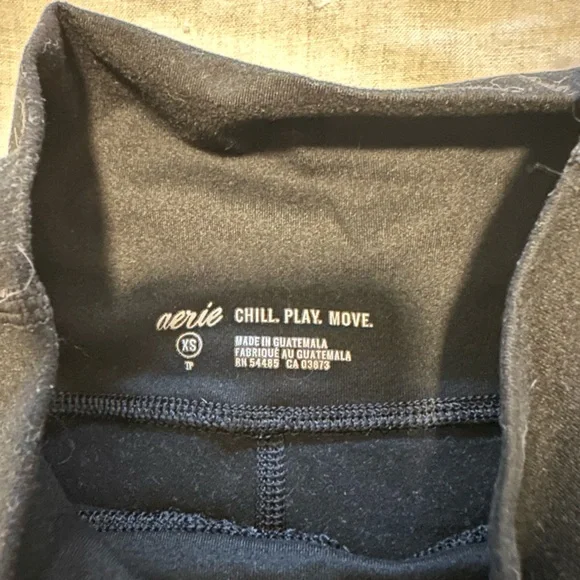 aerie CHILL. PLAY. MOVE.
XS
TP
MADE IN GUATEMALA
FABRIQUÉ AU GUATEMALA
RN 54485 CA 03673